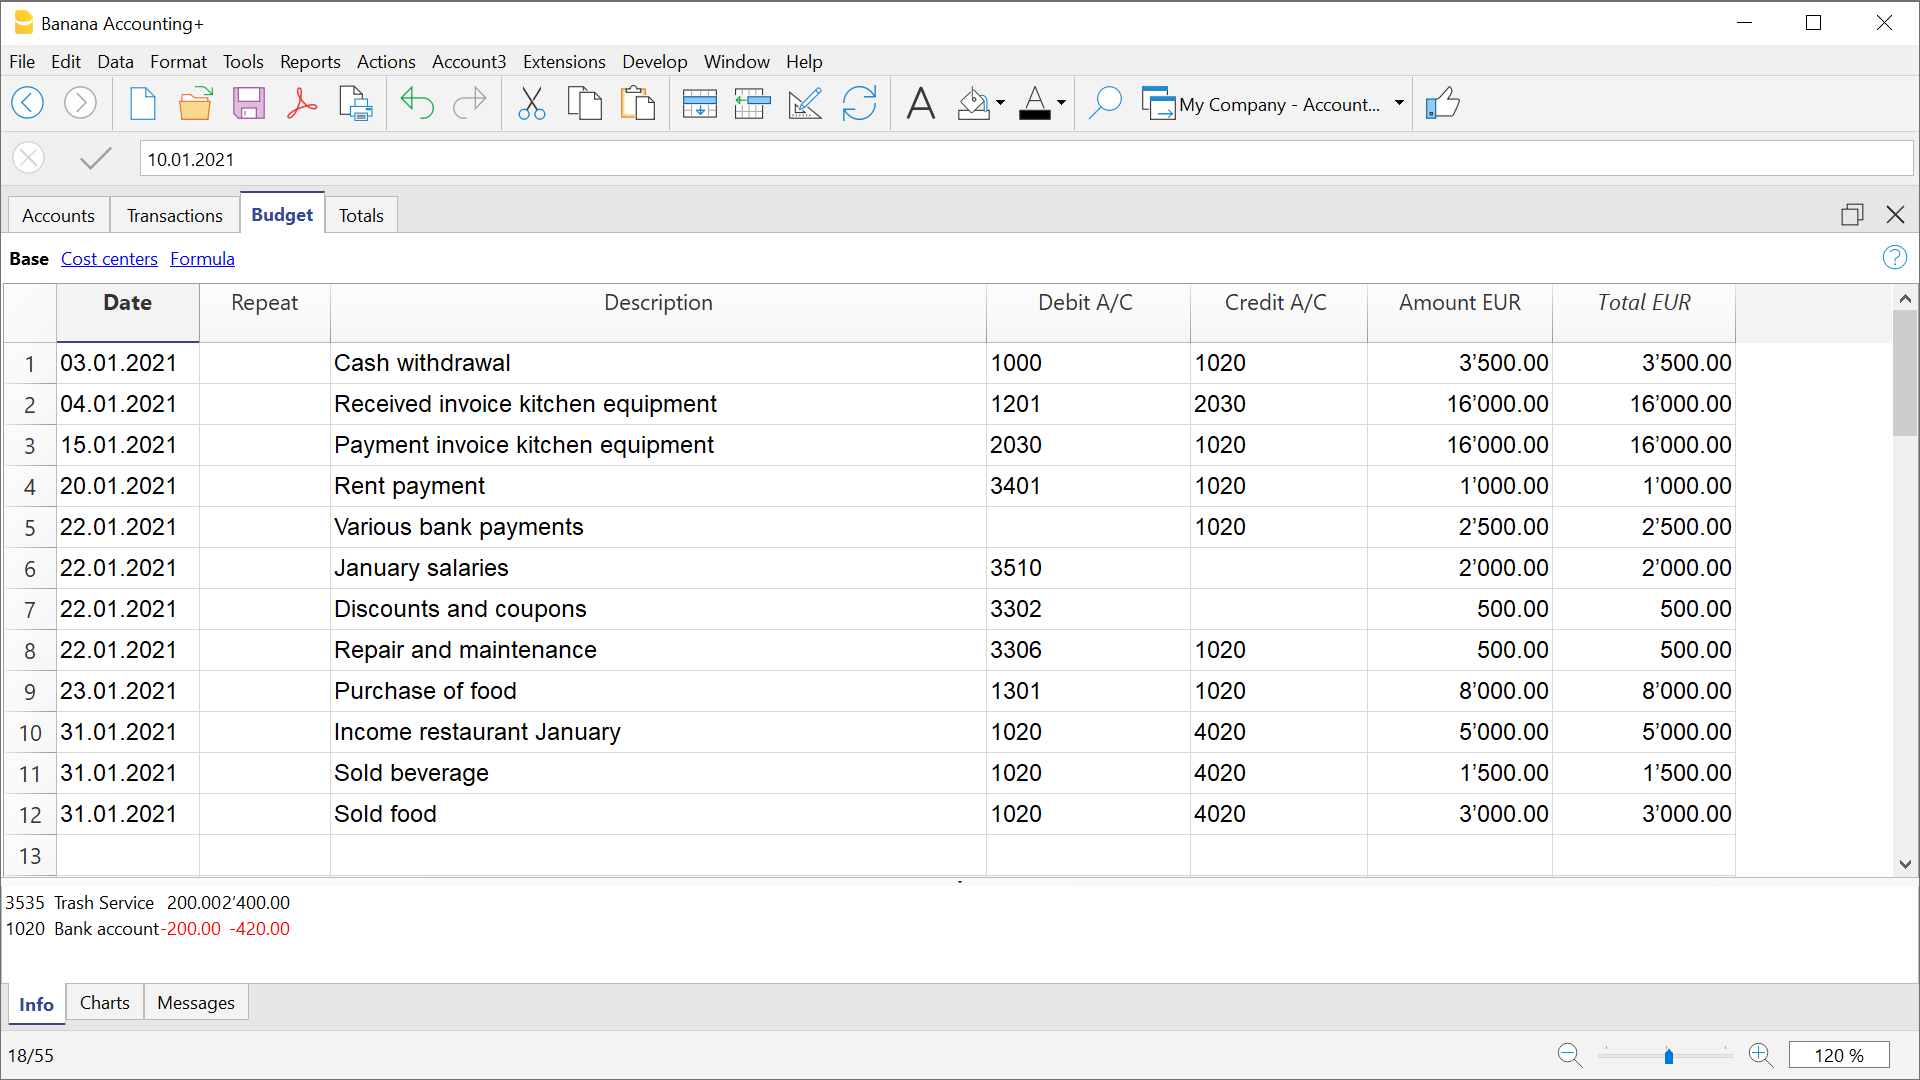 Banana Accounting+
File Edit Data Format Tools Reports Actions Account3 Extensions Develop Window Help
My Company - Account...
10.01.2021
Accounts Transactions Budget Totals
Base Cost centers Formula
Date Repeat Description Debit A/C Credit A/C Amount EUR Total EUR
1 03.01.2021 Cash withdrawal 1000 1020 3’500.00 3’500.00
2 04.01.2021 Received invoice kitchen equipment 1201 2030 16’000.00 16’000.00
3 15.01.2021 Payment invoice kitchen equipment 2030 1020 16’000.00 16’000.00
4 20.01.2021 Rent payment 3401 1020 1’000.00 1’000.00
5 22.01.2021 Various bank payments 1020 2’500.00 2’500.00
6 22.01.2021 January salaries 3510 2’000.00 2’000.00
7 22.01.2021 Discounts and coupons 3302 500.00 500.00
8 22.01.2021 Repair and maintenance 3306 1020 500.00 500.00
9 23.01.2021 Purchase of food 1301 1020 8’000.00 8’000.00
10 31.01.2021 Income restaurant January 1020 4020 5’000.00 5’000.00
11 31.01.2021 Sold beverage 1020 4020 1’500.00 1’500.00
12 31.01.2021 Sold food 1020 4020 3’000.00 3’000.00
13
3535 Trash Service 200.002’400.00
1020 Bank account-200.00 -420.00
Info Charts Messages
18/55 120 %